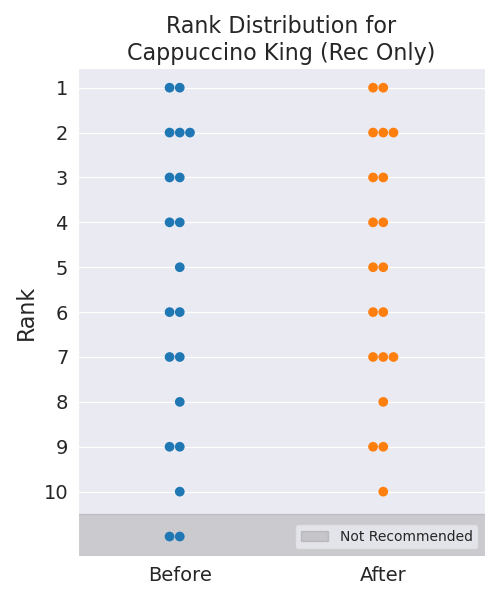 Rank Distribution for
Cappuccino King (Rec Only)
1
2
3
4
5
6
7
8
9
10
Rank
Not Recommended
Before
After